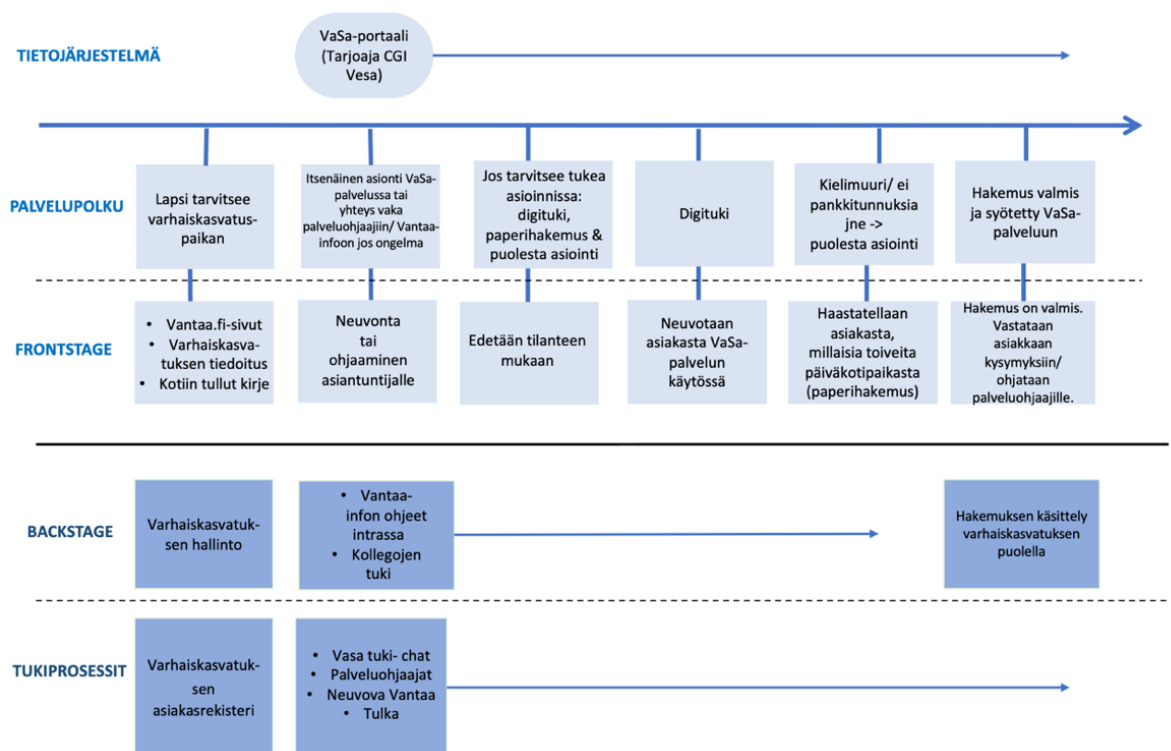 TIETOJÄRJESTELMÄ
VaSa-portaali
(Tarjoaja CGI
Vesa)
PALVELUPOLKU
Lapsi tarvitsee
varhaiskasvatus-
paikan
Itsenäinen asionti VaSa-
palvelussa tai
yhteys vaka
palveluohjaajiin/ Vantaa-
infoon jos ongelma
Jos tarvitsee tukea
asioinnissa:
digituki,
paperihakemus &
puolesta asiointi
Digituki
Kielimuuri/ ei
pankkitunnuksia
jne ->
puolesta asiointi
Hakemus valmis
ja syötetty VaSa-
palveluun
FRONTSTAGE
• Vantaa.fi-sivut
• Varhaiskasva-
tuksen tiedoitus
• Kotiin tullut kirje
Neuvonta
tai
ohjaaminen
asiantuntijalle
Edetään tilanteen
mukaan
Neuvotaan
asiakasta VaSa-
palvelun
käytössä
Haastatellaan
asiakasta,
millaisia toiveita
päiväkotipaikasta
(paperihakemus)
Hakemus on valmis.
Vastataan
asiakkaan
kysymyksiin/
ohjataan
palveluohjaajille.
BACKSTAGE
Varhaiskasvatuk-
sen hallinto
• Vantaa-
infon ohjeet
intrassa
• Kollegojen
tuki
Hakemuksen käsittely
varhaiskasvatuksen
puolella
TUKIPROSESSIT
Varhaiskasvatuk-
sen
asiakasrekisteri
• Vasa tuki- chat
• Palveluohjaajat
• Neuvova Vantaa
• Tulka